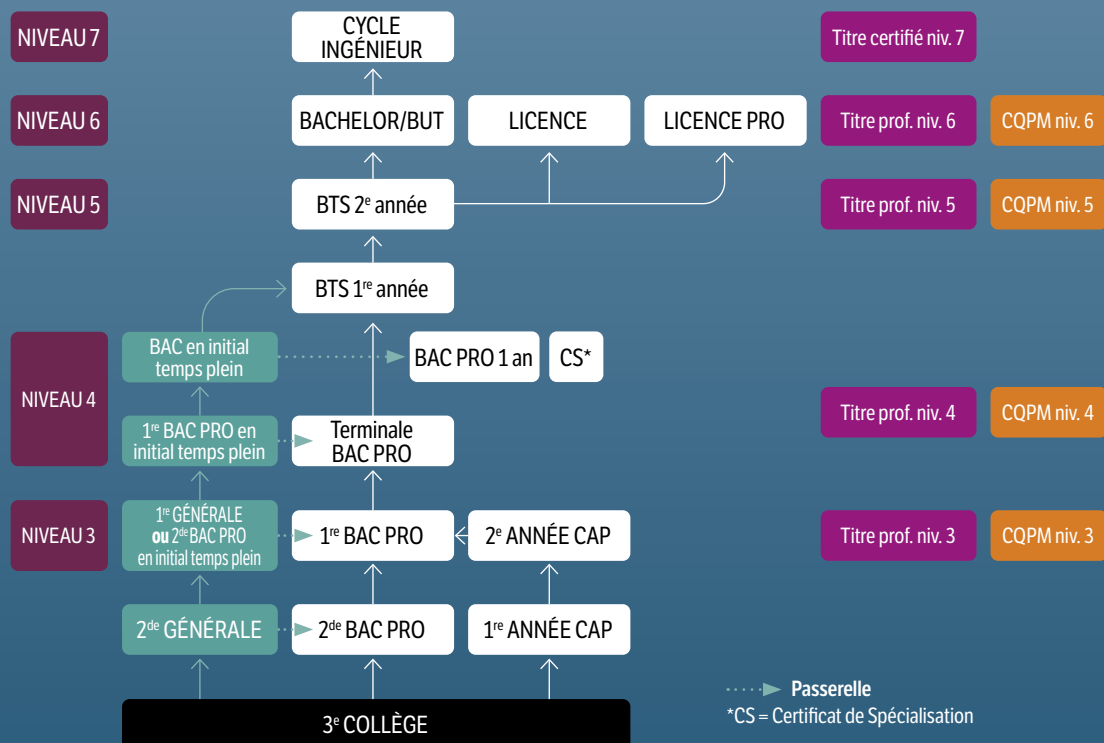 NIVEAU 7
CYCLE
INGÉNIEUR
Titre certifié niv. 7
NIVEAU 6
BACHELOR/BUT
LICENCE
LICENCE PRO
Titre prof. niv. 6
CQPM niv. 6
NIVEAU 5
BTS 2e année
Titre prof. niv. 5
CQPM niv. 5
BTS 1re année
NIVEAU 4
BAC en initial
temps plein
BAC PRO 1 an
CS*
1re BAC PRO en
initial temps plein
Terminale
BAC PRO
Titre prof. niv. 4
CQPM niv. 4
NIVEAU 3
1re GÉNÉRALE
ou 2de BAC PRO
en initial temps plein
1re BAC PRO
2e ANNÉE CAP
Titre prof. niv. 3
CQPM niv. 3
2de GÉNÉRALE
2de BAC PRO
1re ANNÉE CAP
3e COLLÈGE
Passerelle
*CS = Certificat de Spécialisation